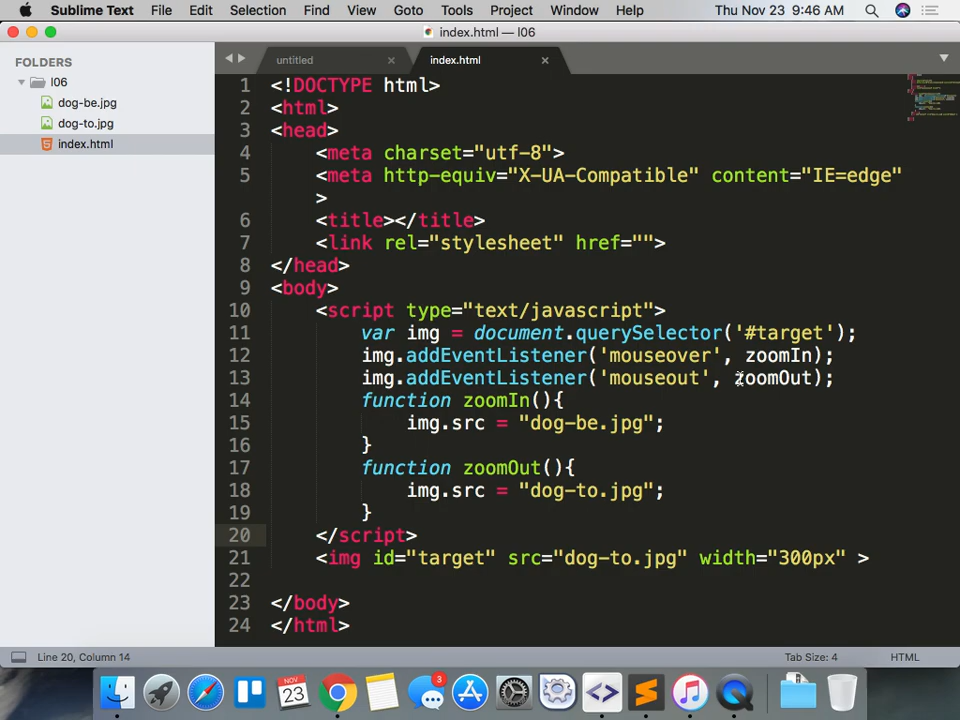 Sublime Text File Edit Selection Find View Goto Tools Project Window Help Thu Nov 23 9:46 AM
index.html — l06
FOLDERS
l06
dog-be.jpg
dog-to.jpg
index.html
untitled
index.html
1 <!DOCTYPE html>
2 <html>
3 <head>
4 <meta charset="utf-8">
5 <meta http-equiv="X-UA-Compatible" content="IE=edge"
>
6 <title></title>
7 <link rel="stylesheet" href="">
8 </head>
9 <body>
10 <script type="text/javascript">
11 var img = document.querySelector('#target');
12 img.addEventListener('mouseover', zoomIn);
13 img.addEventListener('mouseout', zoomOut);
14 function zoomIn(){
15 img.src = "dog-be.jpg";
16 }
17 function zoomOut(){
18 img.src = "dog-to.jpg";
19 }
20 </script>
21 <img id="target" src="dog-to.jpg" width="300px" >
22
23 </body>
24 </html>
Line 20, Column 14 Tab Size: 4 HTML
NOV
23
3